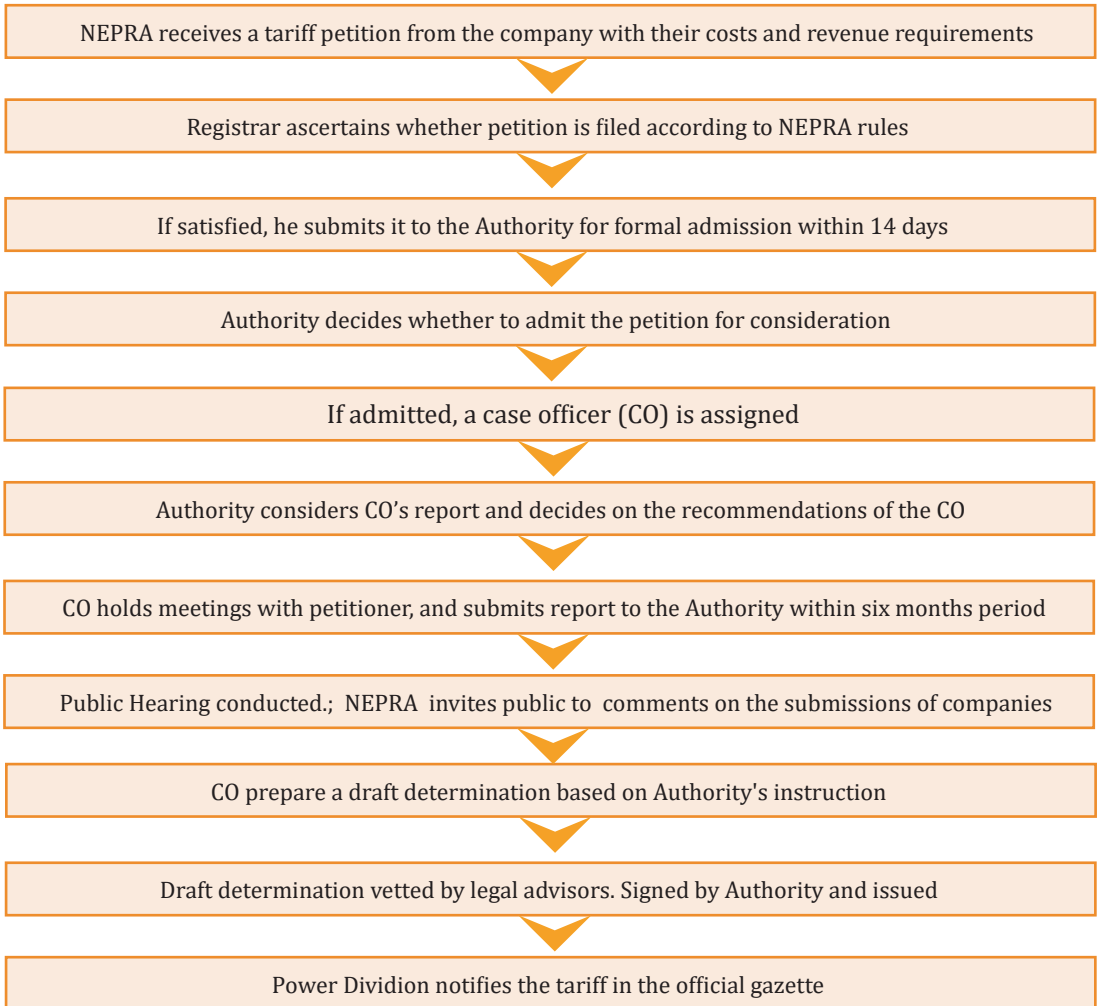 NEPRA receives a tariff petition from the company with their costs and revenue requirements
Registrar ascertains whether petition is filed according to NEPRA rules
If satisfied, he submits it to the Authority for formal admission within 14 days
Authority decides whether to admit the petition for consideration
If admitted, a case officer (CO) is assigned
Authority considers CO's report and decides on the recommendations of the CO
CO holds meetings with petitioner, and submits report to the Authority within six months period
Public Hearing conducted.; NEPRA invites public to comments on the submissions of companies
CO prepare a draft determination based on Authority's instruction
Draft determination vetted by legal advisors. Signed by Authority and issued
Power Dividion notifies the tariff in the official gazette